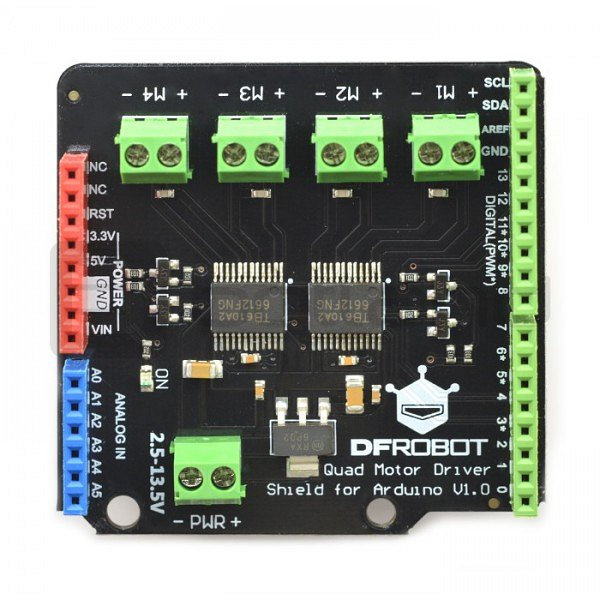 + M4 -
+ M3 -
+ M2 -
+ M1 -
SCL
SDA
AREF
GND
13
12
11*
10*
9*
8
DIGITAL(PWM*)
7
6*
5*
4
3*
2
1
0
NC
NC
RST
3.3V
5V
GND
VIN
POWER
A0
A1
A2
A3
A4
A5
ANALOG IN
TB610A2
6612FNG
TB610A2
6612FNG
ON
2.5-13.5V
- PWR +
DFROBOT
Quad Motor Driver
Shield for Arduino V1.0